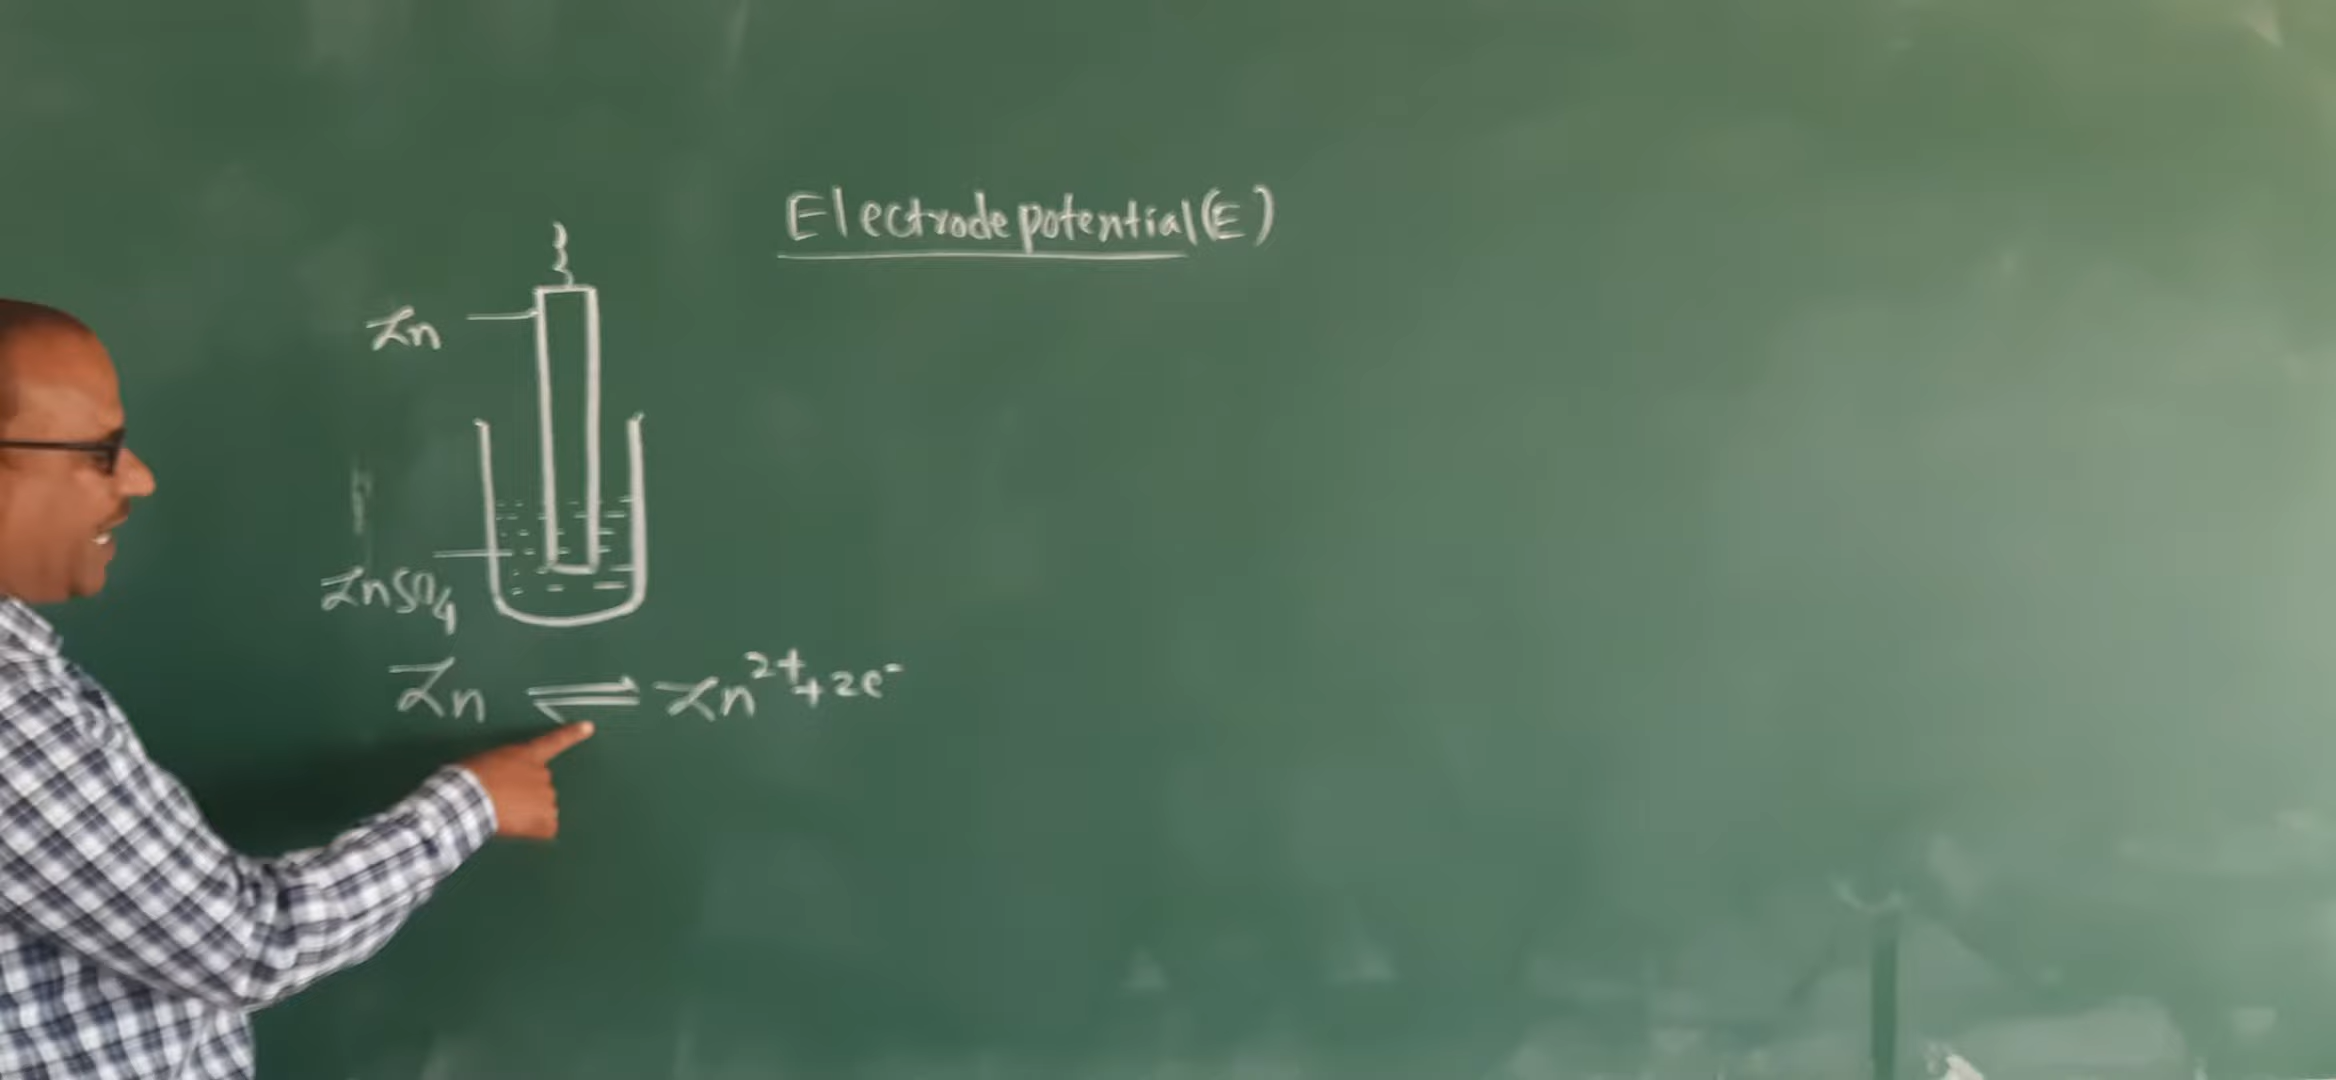 Electrode potential (E)
Zn
ZnSO4
Zn ⇌ Zn²⁺ + 2e⁻